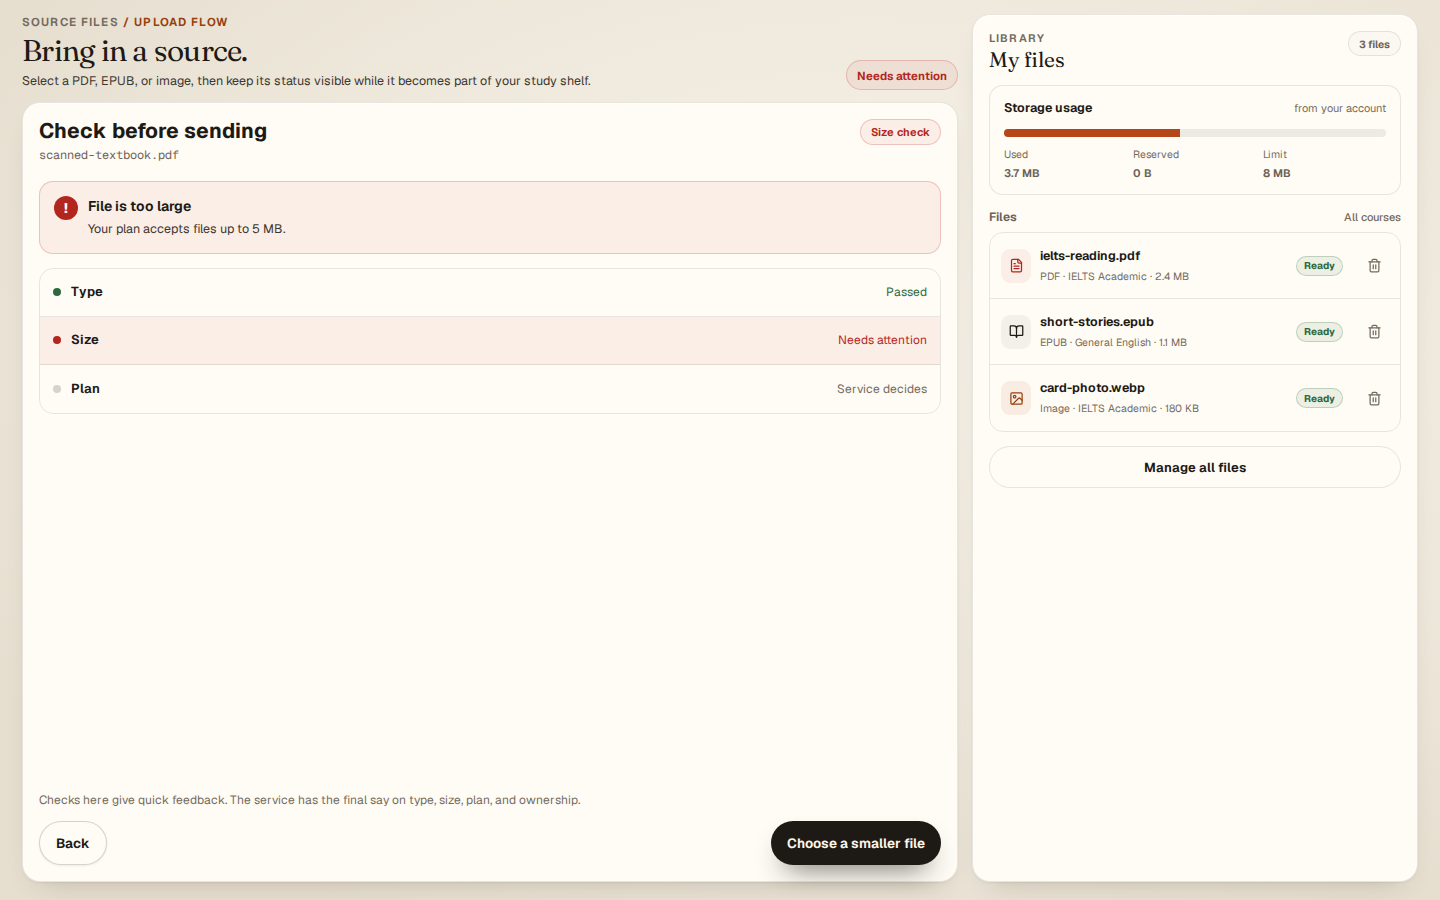 SOURCE FILES / UPLOAD FLOW
Bring in a source.
Select a PDF, EPUB, or image, then keep its status visible while it becomes part of your study shelf.
Needs attention
Check before sending
scanned-textbook.pdf
Size check
!
File is too large
Your plan accepts files up to 5 MB.
Type
Passed
Size
Needs attention
Plan
Service decides
Checks here give quick feedback. The service has the final say on type, size, plan, and ownership.
Back
Choose a smaller file
LIBRARY
My files
3 files
Storage usage
from your account
Used
Reserved
Limit
3.7 MB
0 B
8 MB
Files
All courses
ielts-reading.pdf
PDF · IELTS Academic · 2.4 MB
Ready
short-stories.epub
EPUB · General English · 1.1 MB
Ready
card-photo.webp
Image · IELTS Academic · 180 KB
Ready
Manage all files